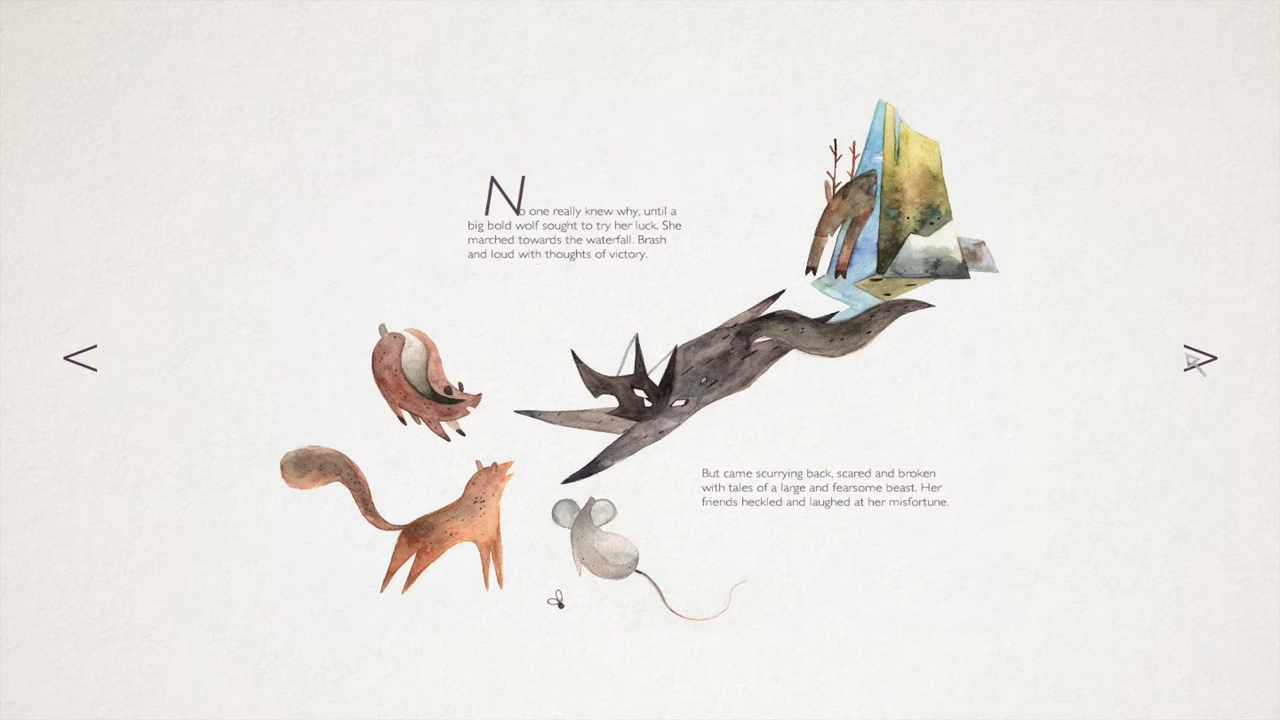 No one really knew why, until a
big bold wolf sought to try her luck. She
marched towards the waterfall. Brash
and loud with thoughts of victory.
But came scurrying back, scared and broken
with tales of a large and fearsome beast. Her
friends heckled and laughed at her misfortune.